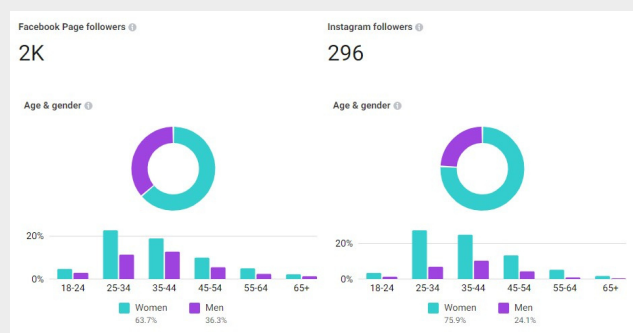 Facebook Page followers
2K
Age & gender
20%
0%
18-24 25-34 35-44 45-54 55-64 65+
Women Men
63.7% 36.3%
Instagram followers
296
Age & gender
20%
0%
18-24 25-34 35-44 45-54 55-64 65+
Women Men
75.9% 24.1%